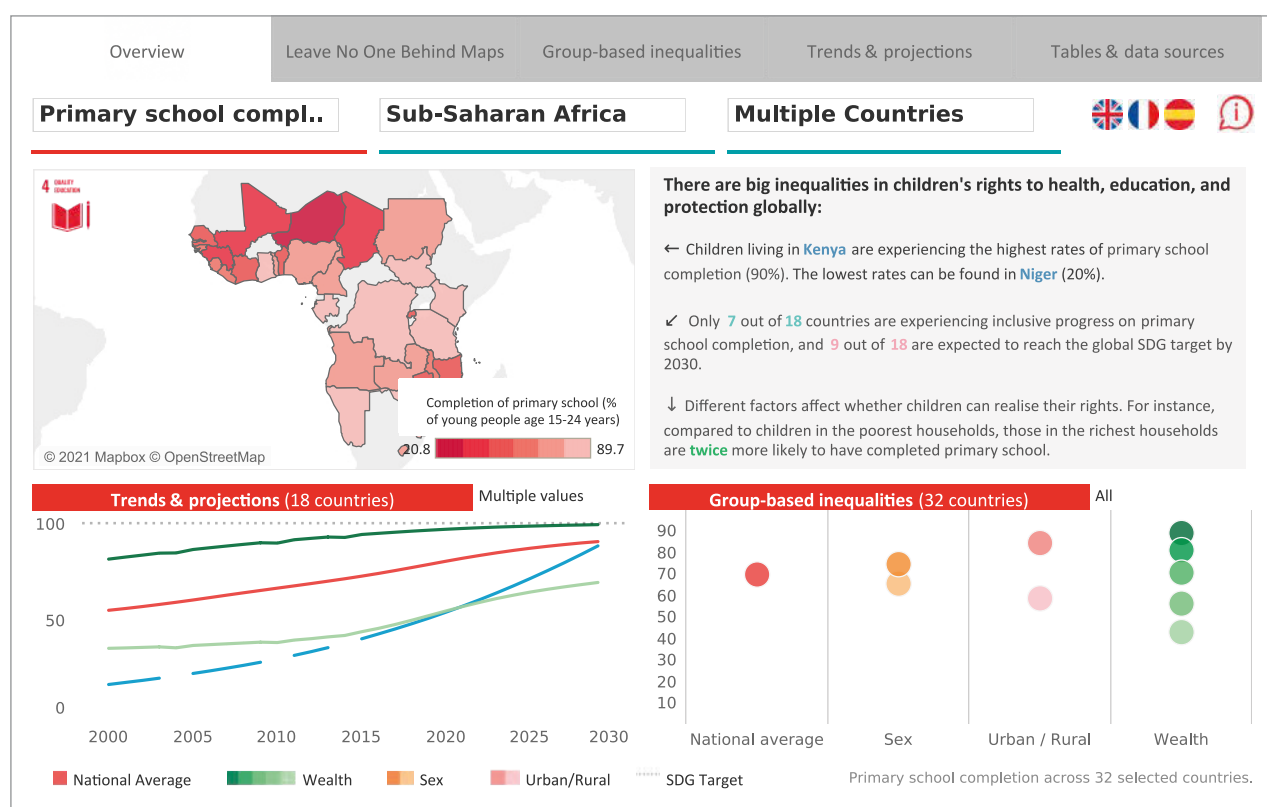 Overview
Leave No One Behind Maps
Group-based inequalities
Trends & projections
Tables & data sources
Primary school compl..
Sub-Saharan Africa
Multiple Countries
i
4 QUALITY
EDUCATION
Completion of primary school (%
of young people age 15-24 years)
20.8
89.7
© 2021 Mapbox © OpenStreetMap
There are big inequalities in children's rights to health, education, and
protection globally:
← Children living in Kenya are experiencing the highest rates of primary school
completion (90%). The lowest rates can be found in Niger (20%).
↙ Only 7 out of 18 countries are experiencing inclusive progress on primary
school completion, and 9 out of 18 are expected to reach the global SDG target by
2030.
↓ Different factors affect whether children can realise their rights. For instance,
compared to children in the poorest households, those in the richest households
are twice more likely to have completed primary school.
Trends & projections (18 countries)
Multiple values
100
50
0
2000
2005
2010
2015
2020
2025
2030
Group-based inequalities (32 countries)
All
90
80
70
60
50
40
30
20
10
National average
Sex
Urban / Rural
Wealth
National Average
Wealth
Sex
Urban/Rural
SDG Target
Primary school completion across 32 selected countries.